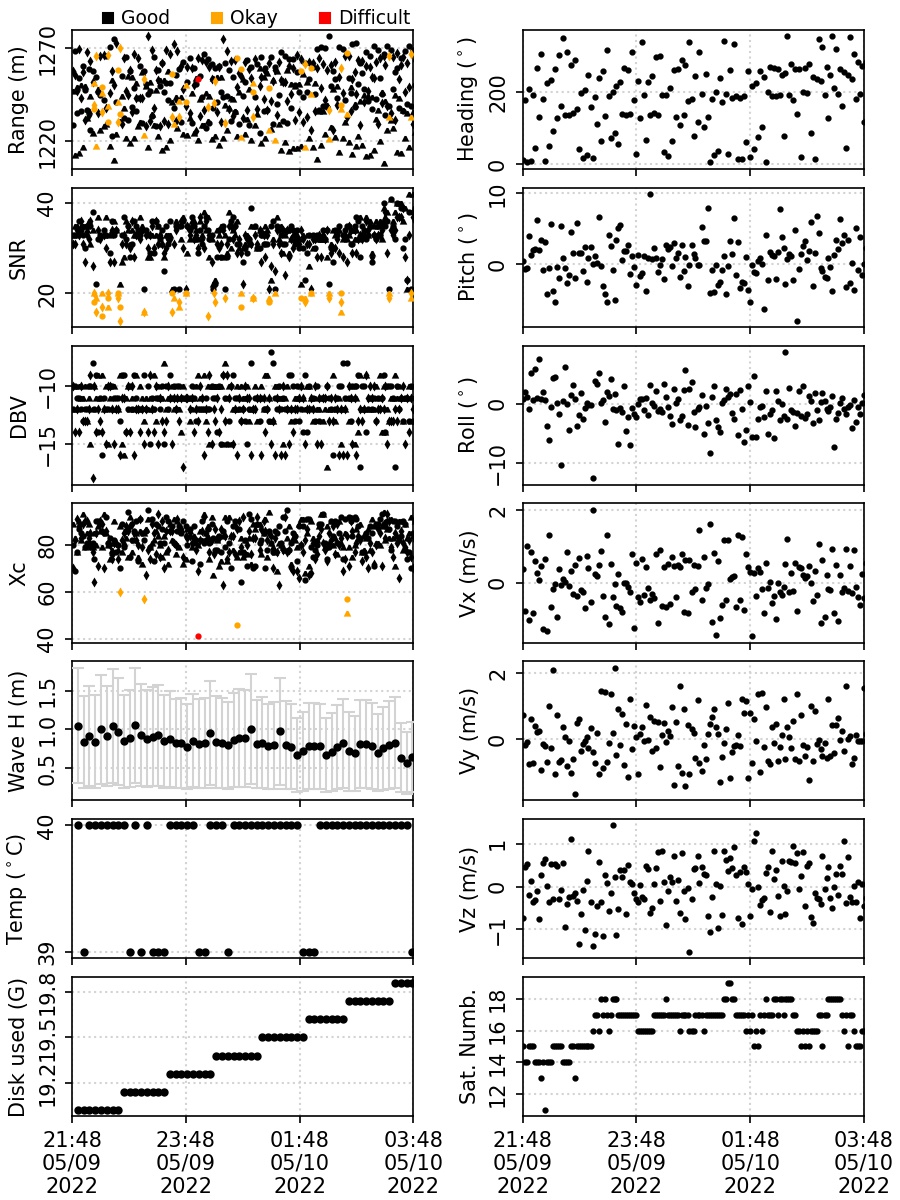 Good Okay Difficult
Range (m)
1270
1220
Heading (°)
200
0
SNR
40
20
Pitch (°)
10
0
DBV
−10
−15
Roll (°)
0
−10
Xc
80
60
40
Vx (m/s)
2
0
Wave H (m)
1.5
1.0
0.5
Vy (m/s)
2
0
Temp (°C)
40
39
Vz (m/s)
1
0
−1
Disk used (G)
19.8
19.5
19.2
Sat. Numb.
18
16
14
12
21:48 23:48 01:48 03:48 21:48 23:48 01:48 03:48
05/09 05/09 05/10 05/10 05/09 05/09 05/10 05/10
2022 2022 2022 2022 2022 2022 2022 2022